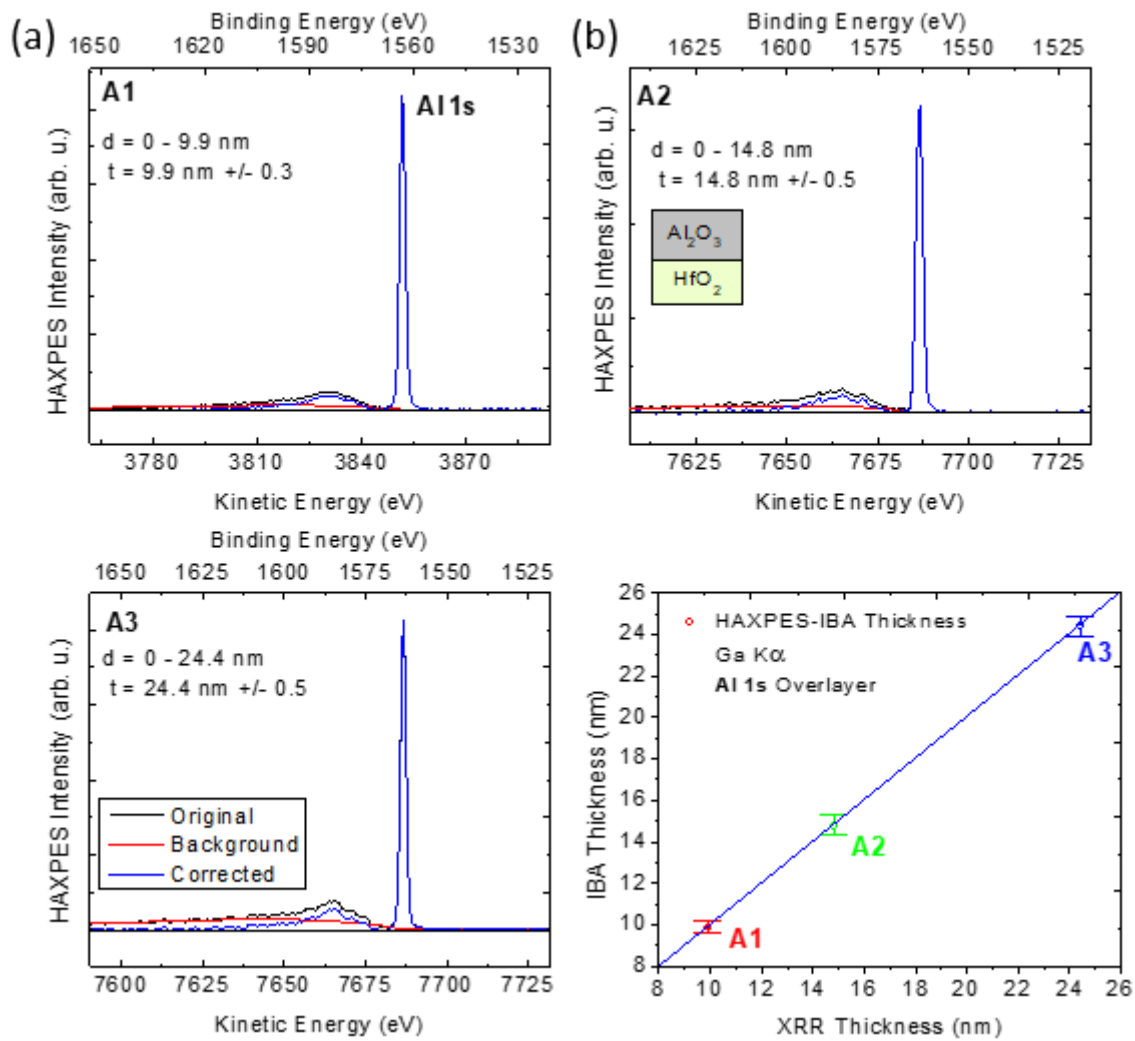 (a)
Binding Energy (eV)
1650 1620 1590 1560 1530
A1
Al 1s
d = 0 - 9.9 nm
t = 9.9 nm +/- 0.3
HAXPES Intensity (arb. u.)
3780 3810 3840 3870
Kinetic Energy (eV)
(b)
Binding Energy (eV)
1625 1600 1575 1550 1525
A2
d = 0 - 14.8 nm
t = 14.8 nm +/- 0.5
Al2O3
HfO2
HAXPES Intensity (arb. u.)
7625 7650 7675 7700 7725
Kinetic Energy (eV)
Binding Energy (eV)
1650 1625 1600 1575 1550 1525
A3
d = 0 - 24.4 nm
t = 24.4 nm +/- 0.5
Original
Background
Corrected
HAXPES Intensity (arb. u.)
7600 7625 7650 7675 7700 7725
Kinetic Energy (eV)
HAXPES-IBA Thickness
Ga Kα
Al 1s Overlayer
A3
A2
A1
IBA Thickness (nm)
26
24
22
20
18
16
14
12
10
8
8 10 12 14 16 18 20 22 24 26
XRR Thickness (nm)